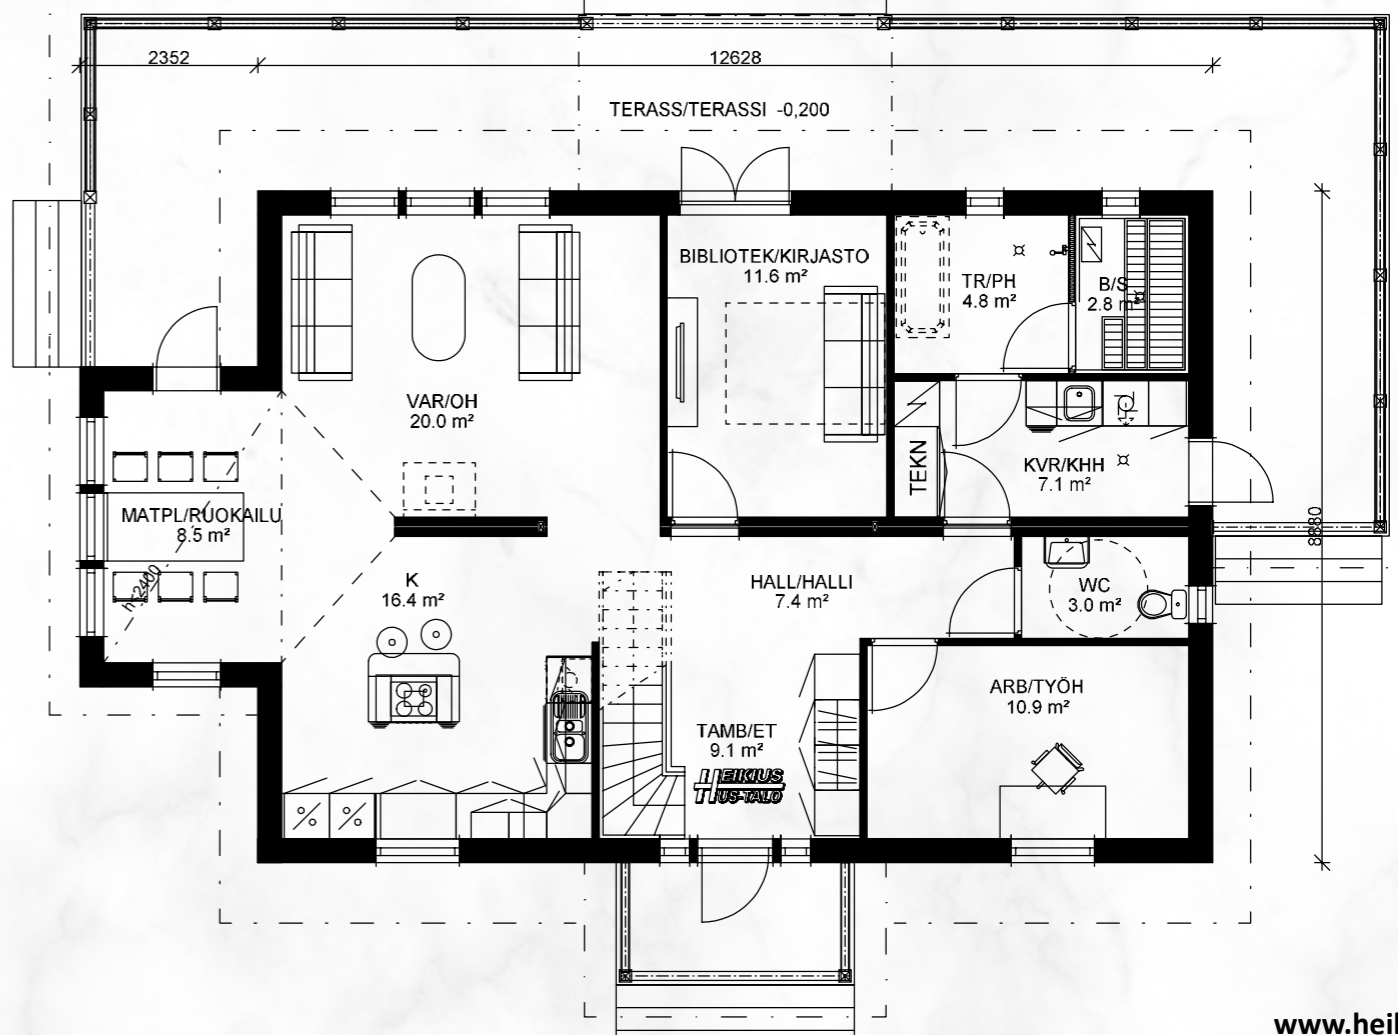 2352
12628
TERASS/TERASSI -0,200
BIBLIOTEK/KIRJASTO
11.6 m²
TR/PH
4.8 m²
B/S
2.8 m²
VAR/OH
20.0 m²
TEKN
KVR/KHH
7.1 m²
MATPL/RUOKAILU
8.5 m²
8880
h=2400
K
16.4 m²
HALL/HALLI
7.4 m²
WC
3.0 m²
ARB/TYÖH
10.9 m²
TAMB/ET
9.1 m²
HEIKIUS
HUS-TALO
www.heil